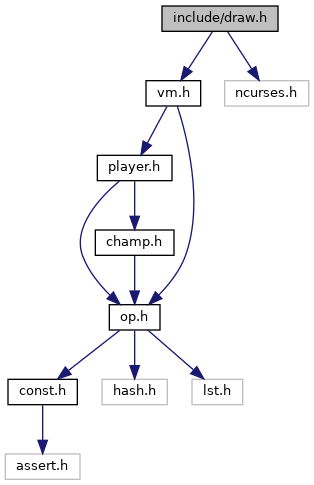 include/draw.h
vm.h
ncurses.h
player.h
champ.h
op.h
const.h
hash.h
lst.h
assert.h